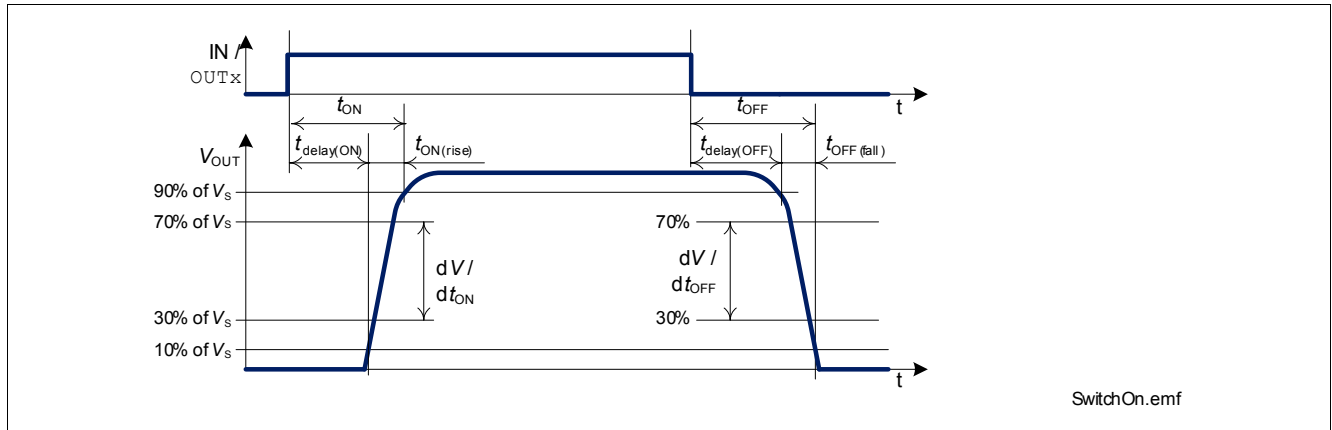 IN /
OUTx
t
tON
tOFF
tdelay(ON)
tON(rise)
tdelay(OFF)
tOFF(fall)
VOUT
90% of VS
70% of VS
70%
dV /
dtON
dV /
dtOFF
30% of VS
30%
10% of VS
t
SwitchOn.emf